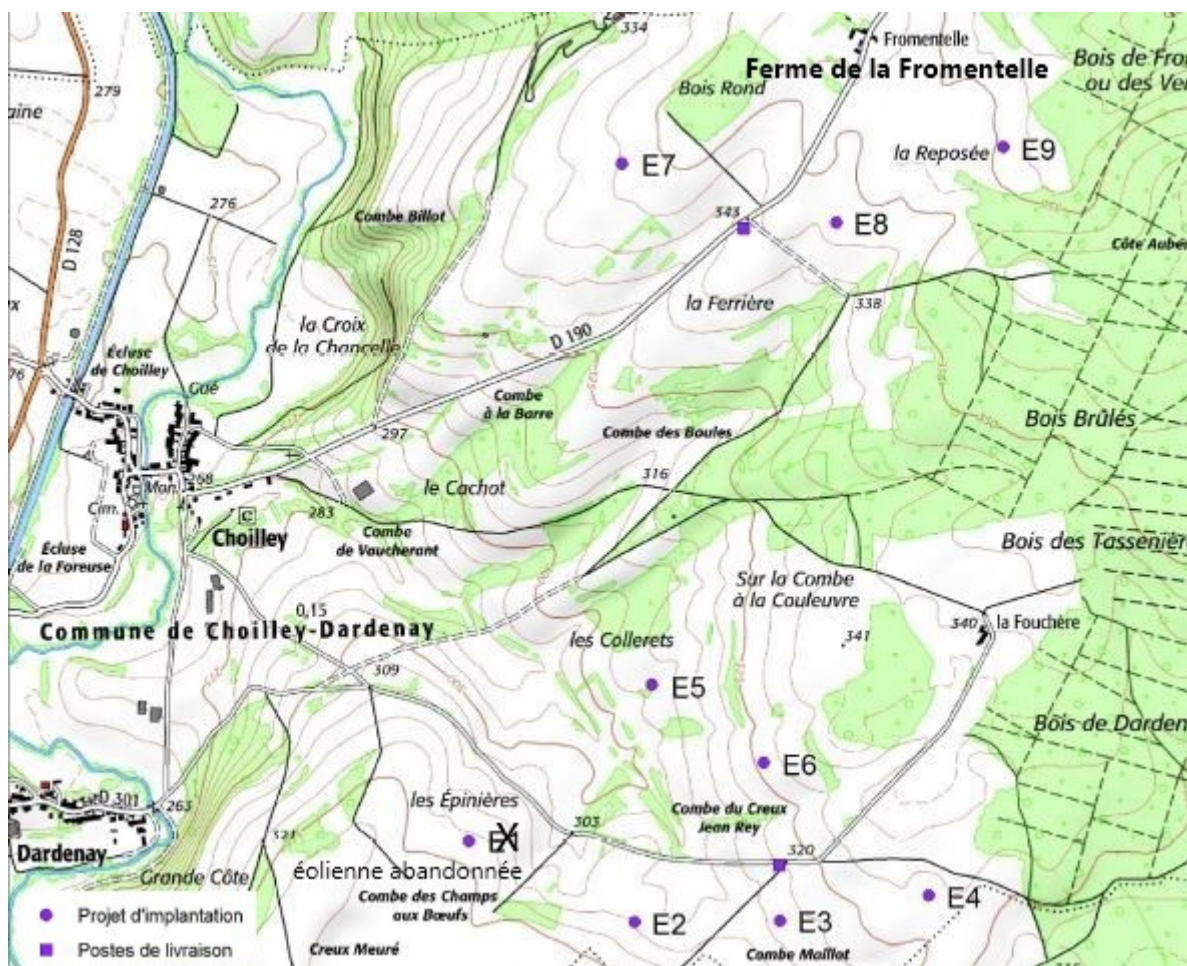 334
Fromentelle
Ferme de la Fromentelle
Bois de Fro
ou des Ve
279
aine
Bois Rond
la Reposée
E9
E7
276
Combe Billot
343
E8
D 128
Côte Auber
la Ferrière
338
la Croix
de la Chancelle
D 190
76
Écluse
de Choilley
Gué
Combe
à la Barre
Bois Brûlés
297
Combe des Boules
316
268
Mon.
le Cachot
Cim.
C
283
Choilley
Combe
de Vaucherant
Écluse
de la Foreuse
Bois des Tassenière
Sur la Combe
à la Couleuvre
0,15
Commune de Choilley-Dardenay
les Collerets
341
340
la Fouchère
309
E5
Bois de Darden
E6
D 301
263
les Épinières
Combe du Creux
Jean Rey
303
320
E1
X
Dardenay
Grande Côte
éolienne abandonnée
Combe des Champs
aux Bœufs
E4
E2
E3
Projet d'implantation
Postes de livraison
Creux Meuré
Combe Maillot